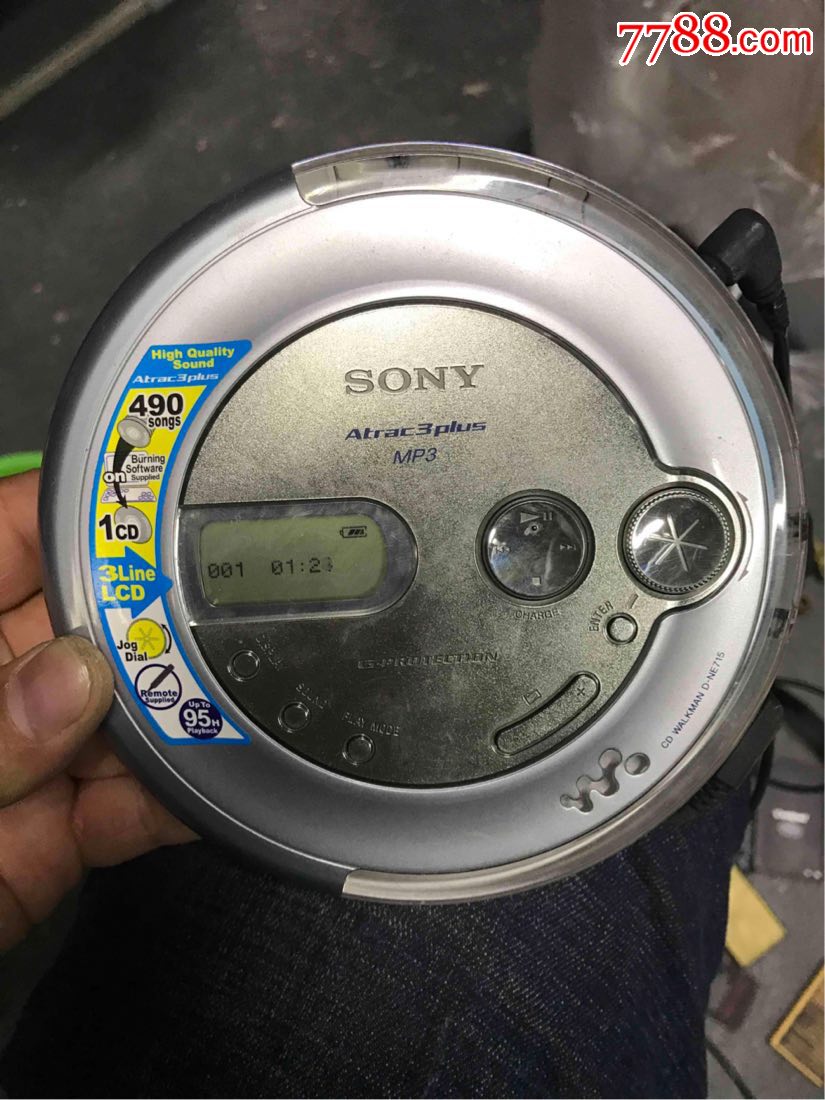 7788.com
High Quality
Sound
Atrac3plus
490
songs
on
Burning
Software
Supplied
1CD
3Line
LCD
Jog
Dial
Remote
Supplied
Up To
95H
Playback
SONY
Atrac3plus
MP3
001 01:23
CHARGE
ENTER
G-PROTECTION
SOUND
PLAY MODE
CD WALKMAN D-NE715